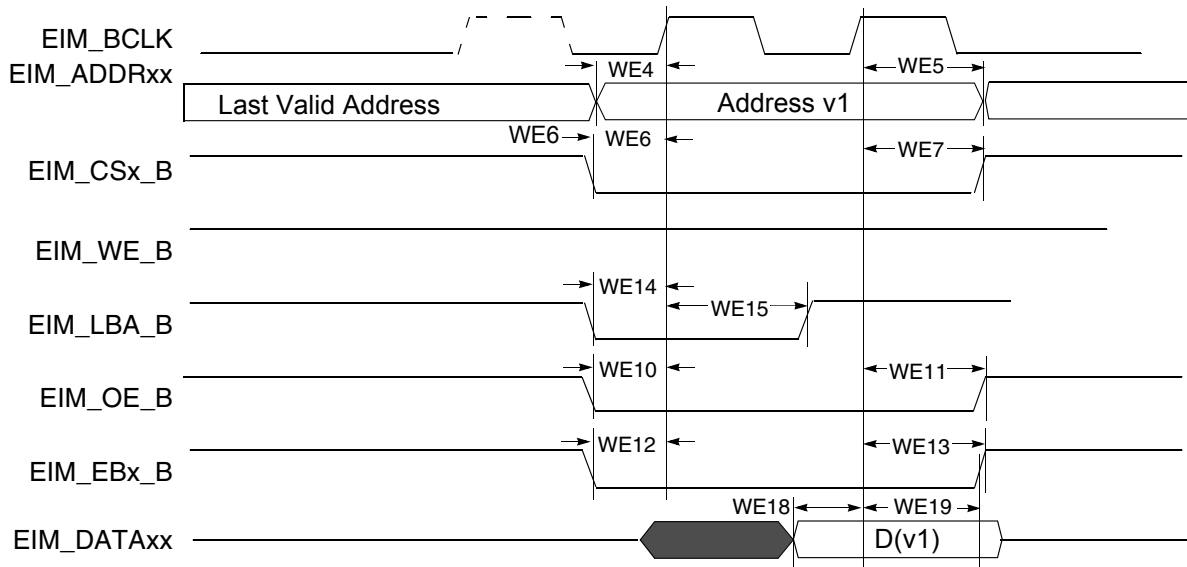 EIM_BCLK
EIM_ADDRxx
WE4
WE5
Last Valid Address
Address v1
WE6
WE6
WE7
EIM_CSx_B
EIM_WE_B
WE14
WE15
EIM_LBA_B
WE10
WE11
EIM_OE_B
WE12
WE13
EIM_EBx_B
WE18
WE19
EIM_DATAxx
D(v1)